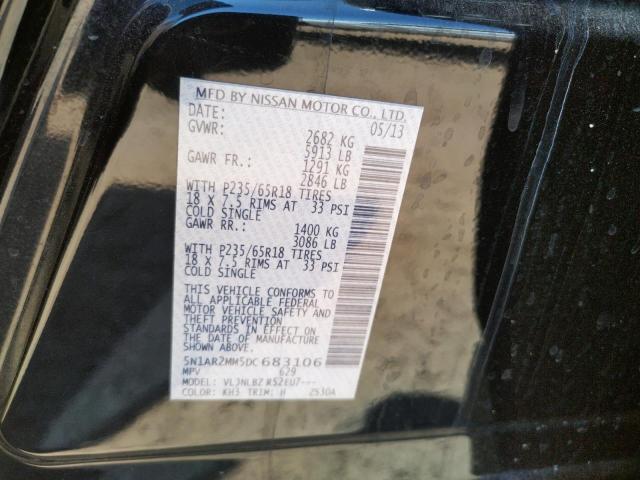 MFD BY NISSAN MOTOR CO., LTD.
DATE: 05/13
GVWR: 2682 KG
5913 LB
GAWR FR.: 1291 KG
2846 LB
WITH P235/65R18 TIRES
18 X 7.5 RIMS AT 33 PSI
COLD SINGLE
GAWR RR.: 1400 KG
3086 LB
WITH P235/65R18 TIRES
18 X 7.5 RIMS AT 33 PSI
COLD SINGLE
THIS VEHICLE CONFORMS TO
ALL APPLICABLE FEDERAL
MOTOR VEHICLE SAFETY AND
THEFT PREVENTION
STANDARDS IN EFFECT ON
THE DATE OF MANUFACTURE
SHOWN ABOVE.
5N1AR2MM5DC683106
MPV 629
MODEL:
COLOR: KH3 TRIM: H 25304